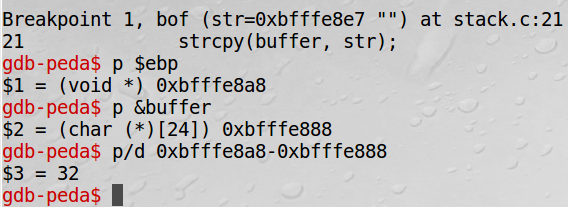 Breakpoint 1, bof (str=0xbfffe8e7 "") at stack.c:21
21              strcpy(buffer, str);
gdb-peda$ p $ebp
$1 = (void *) 0xbfffe8a8
gdb-peda$ p &buffer
$2 = (char (*)[24]) 0xbfffe888
gdb-peda$ p/d 0xbfffe8a8-0xbfffe888
$3 = 32
gdb-peda$